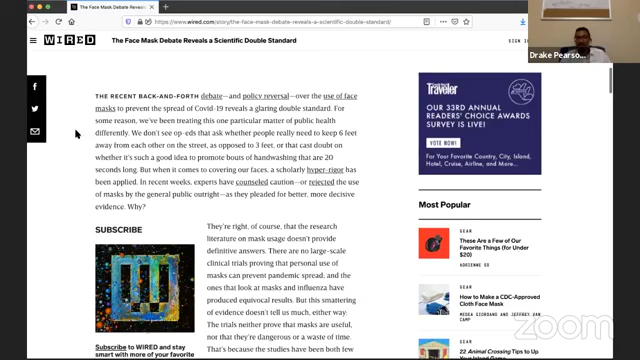 The Face Mask Debate Reveals a
https://www.wired.com/story/the-face-mask-debate-reveals-a-scientific-double-standard/
WIRED
The Face Mask Debate Reveals a Scientific Double Standard
SIGN
Drake Pearso...
THE RECENT BACK-AND-FORTH debate—and policy reversal—over the use of face
masks to prevent the spread of Covid-19 reveals a glaring double standard. For
some reason, we've been treating this one particular matter of public health
differently. We don't see op-eds that ask whether people really need to keep 6 feet
away from each other on the street, as opposed to 3 feet, or that cast doubt on
whether it's such a good idea to promote bouts of handwashing that are 20
seconds long. But when it comes to covering our faces, a scholarly hyper-rigor has
been applied. In recent weeks, experts have counseled caution—or rejected the use
of masks by the general public outright—as they pleaded for better, more decisive
evidence. Why?
SUBSCRIBE
Subscribe to WIRED and stay
smart with more of your favorite
They're right, of course, that the research
literature on mask usage doesn't provide
definitive answers. There are no large-scale
clinical trials proving that personal use of
masks can prevent pandemic spread, and the
ones that look at masks and influenza have
produced equivocal results. But this smattering
of evidence doesn't tell us much, either way:
The trials neither prove that masks are useful,
nor that they're dangerous or a waste of time.
That's because the studies have been both few
Traveler
OUR 33RD ANNUAL
READERS' CHOICE AWARDS
SURVEY IS LIVE!
VOTE NOW
For Your Favorite Country, City, Island,
Hotel, Cruise, Airline, and More...
Most Popular
GEAR
These Are a Few of Our
Favorite Things (for Under
$20)
ADRIENNE SO
GEAR
How to Make a CDC-Approved
Cloth Face Mask
MEDEA GIORDANO and JEFFREY VAN
CAMP
GEAR
22 Animal Crossing Tips to
zoom